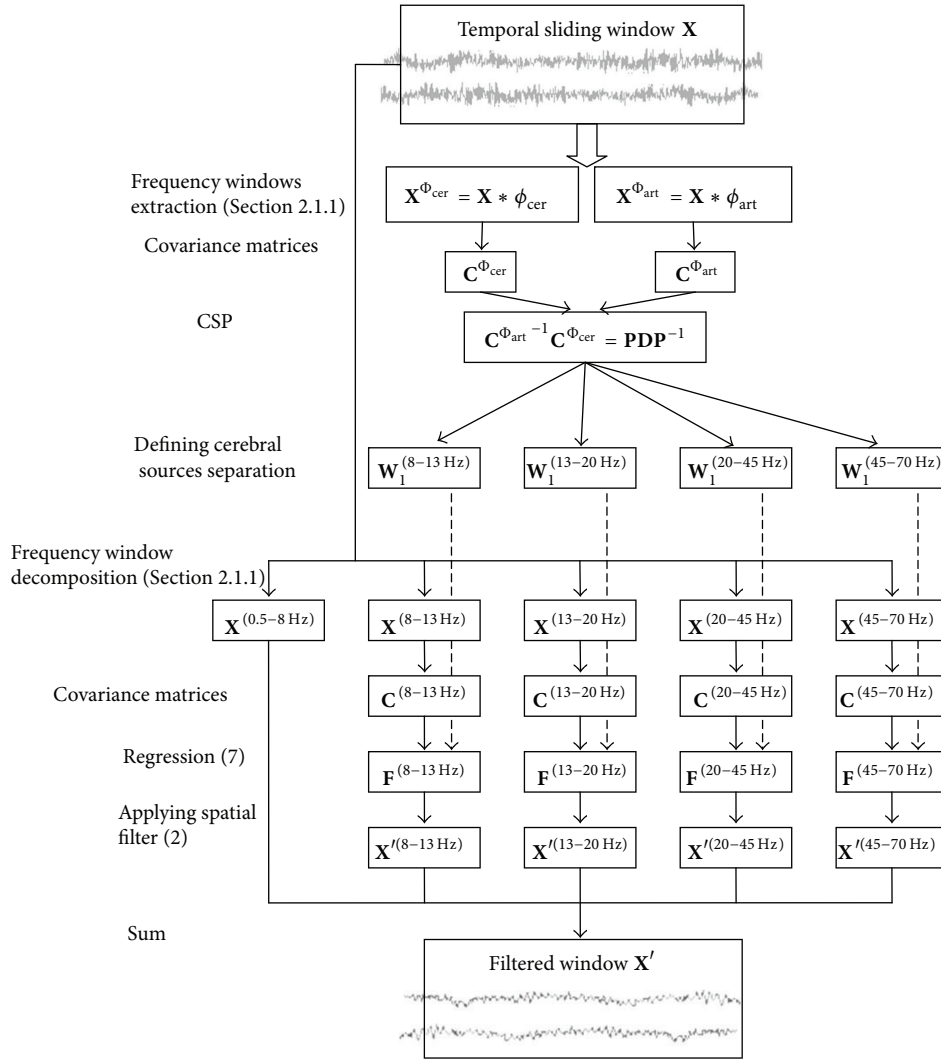 Temporal sliding window X
Frequency windows
extraction (Section 2.1.1)
X^Φcer = X ∗ ϕcer
X^Φart = X ∗ ϕart
Covariance matrices
C^Φcer
C^Φart
CSP
C^Φart ^−1 C^Φcer = PDP^−1
Defining cerebral
sources separation
W₁^(8–13 Hz)
W₁^(13–20 Hz)
W₁^(20–45 Hz)
W₁^(45–70 Hz)
Frequency window
decomposition (Section 2.1.1)
X^(0.5–8 Hz)
X^(8–13 Hz)
X^(13–20 Hz)
X^(20–45 Hz)
X^(45–70 Hz)
Covariance matrices
C^(8–13 Hz)
C^(13–20 Hz)
C^(20–45 Hz)
C^(45–70 Hz)
Regression (7)
F^(8–13 Hz)
F^(13–20 Hz)
F^(20–45 Hz)
F^(45–70 Hz)
Applying spatial
filter (2)
X′^(8–13 Hz)
X′^(13–20 Hz)
X′^(20–45 Hz)
X′^(45–70 Hz)
Sum
Filtered window X′